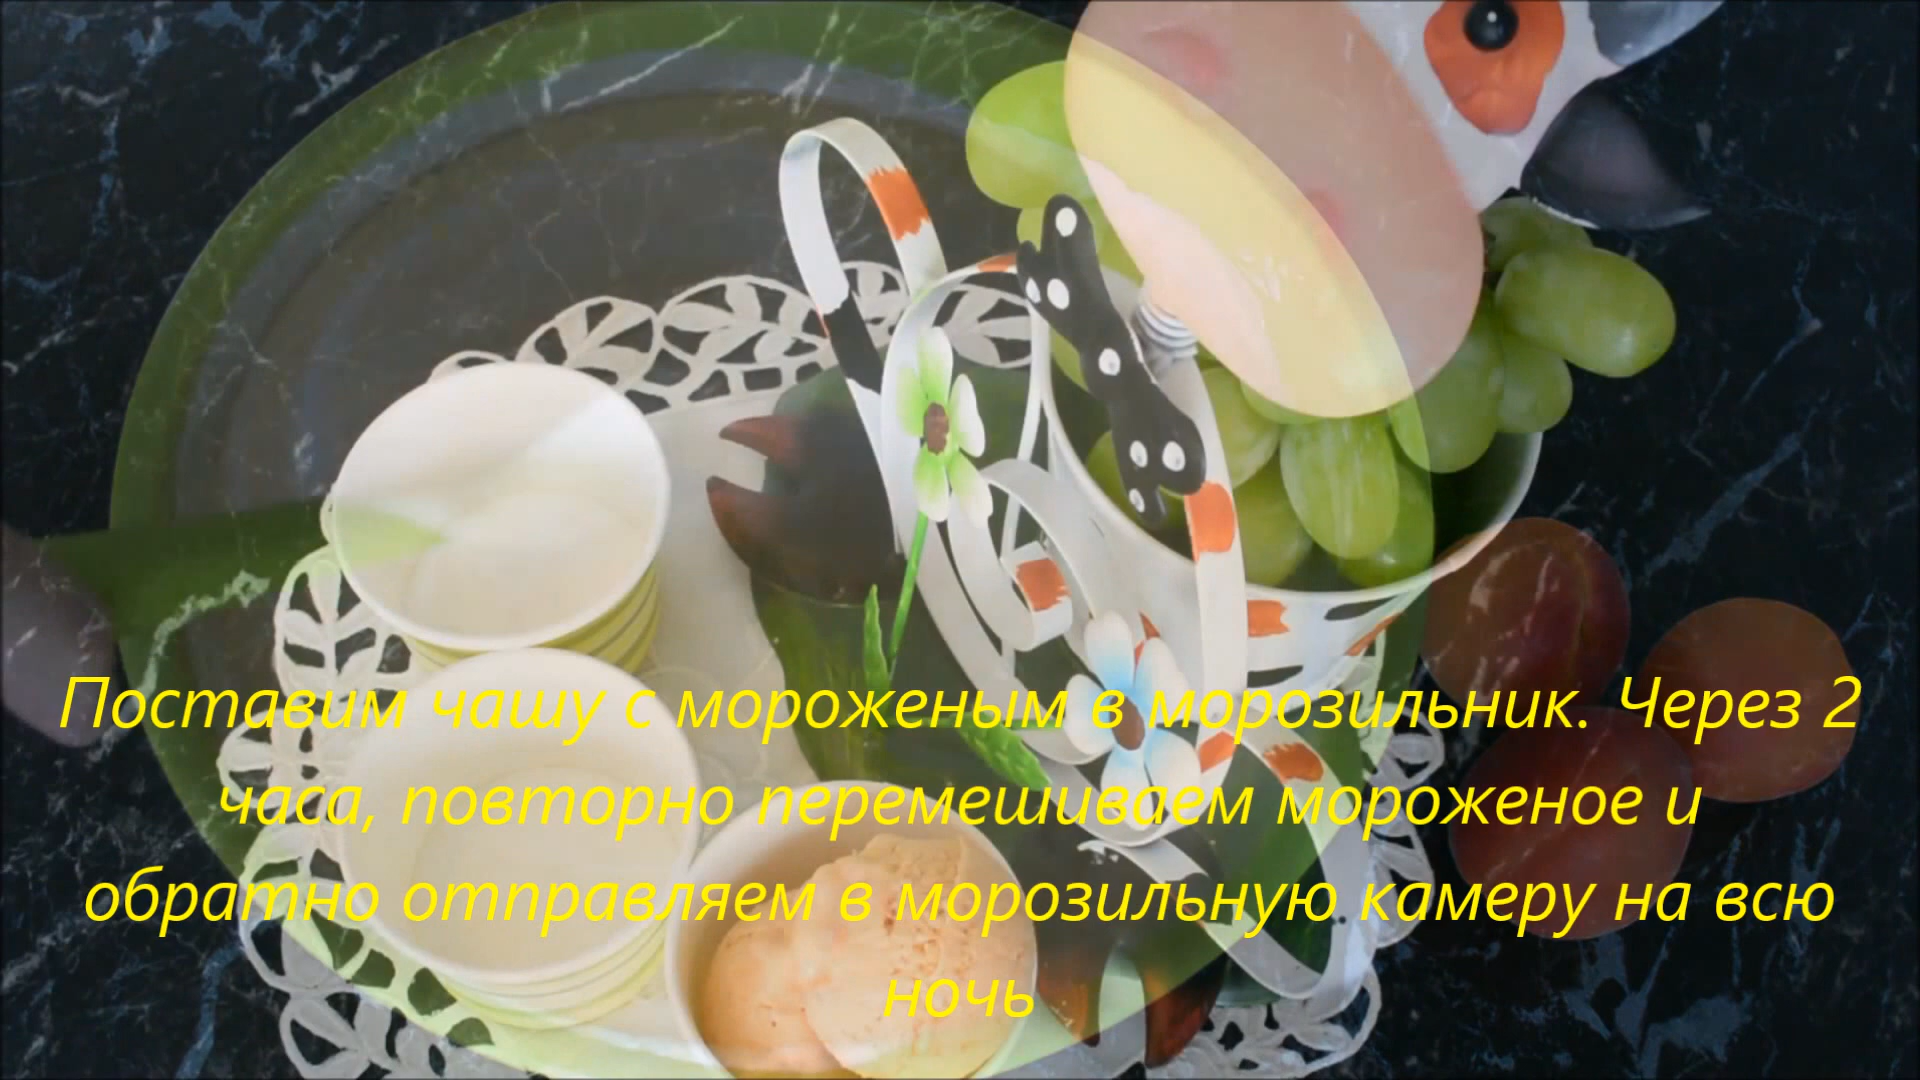 Поставим чашу с мороженым в морозильник. Через 2
часа, повторно перемешиваем мороженое и
обратно отправляем в морозильную камеру на всю
ночь